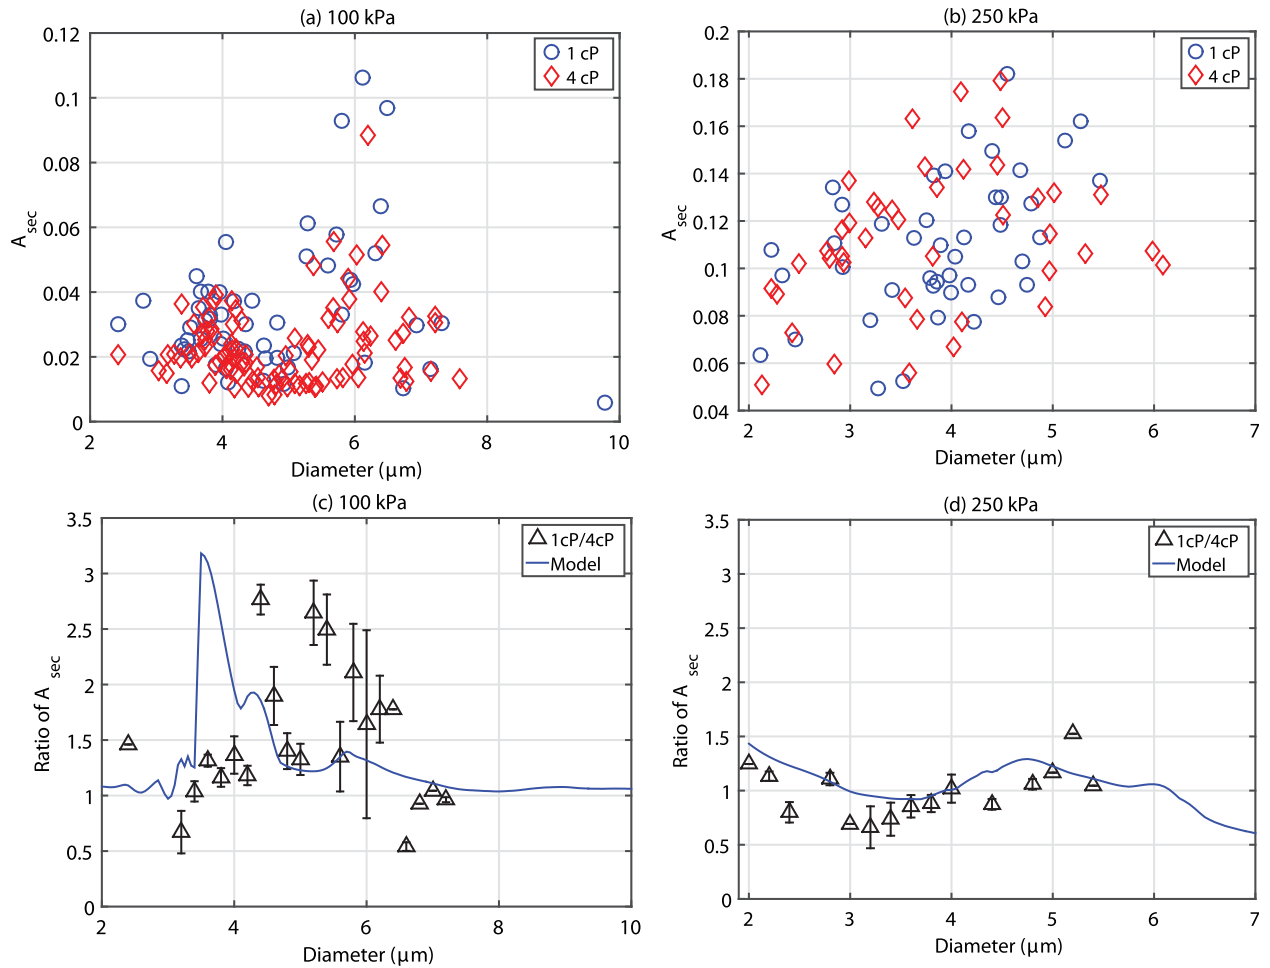 (a) 100 kPa
0.12
0.1
0.08
0.06
0.04
0.02
0
A sec
1 cP
4 cP
2 4 6 8 10
Diameter (µm)
(b) 250 kPa
0.2
0.18
0.16
0.14
0.12
0.1
0.08
0.06
0.04
A sec
1 cP
4 cP
2 3 4 5 6 7
Diameter (µm)
(c) 100 kPa
3.5
3
2.5
2
1.5
1
0.5
0
Ratio of A sec
1cP/4cP
Model
2 4 6 8 10
Diameter (µm)
(d) 250 kPa
3.5
3
2.5
2
1.5
1
0.5
0
Ratio of A sec
1cP/4cP
Model
2 3 4 5 6 7
Diameter (µm)